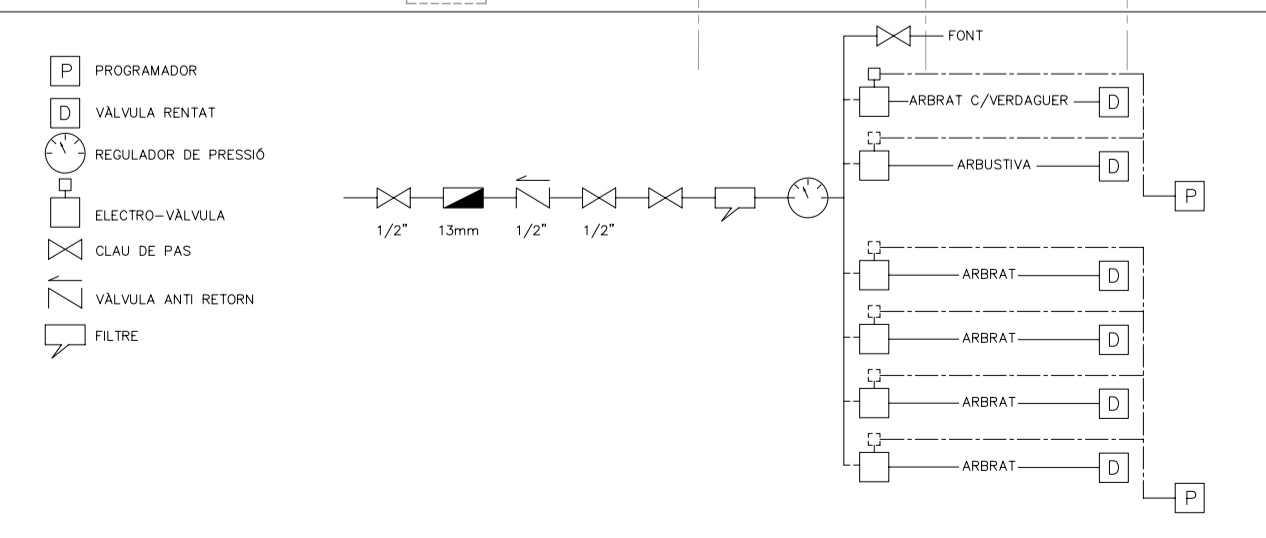 P PROGRAMADOR
D VÀLVULA RENTAT
REGULADOR DE PRESSIÓ
ELECTRO-VÀLVULA
CLAU DE PAS
VÀLVULA ANTI RETORN
FILTRE
1/2" 13mm 1/2" 1/2"
FONT
ARBRAT C/VERDAGUER D
ARBUSTIVA D
P
ARBRAT D
ARBRAT D
ARBRAT D
ARBRAT D
P